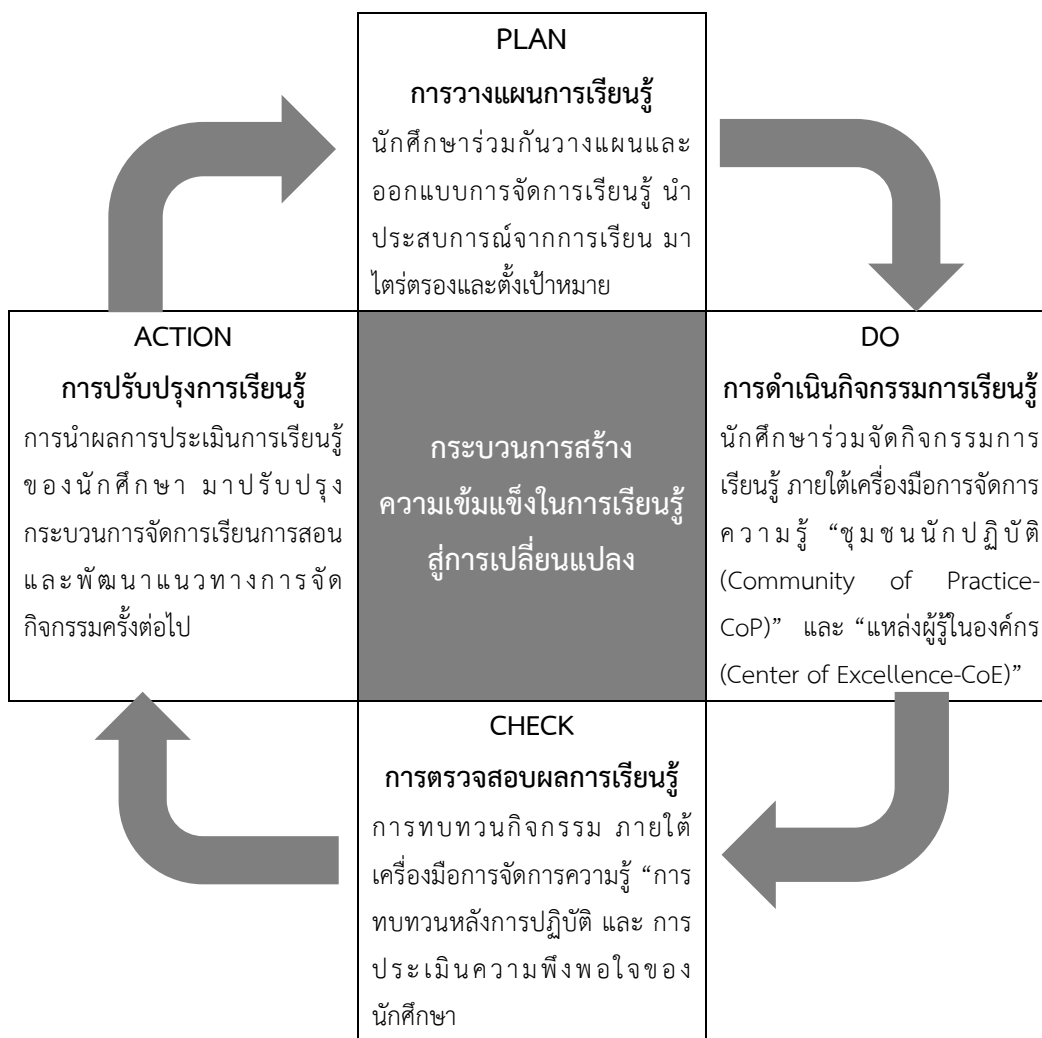 PLAN
การวางแผนการเรียนรู้
นักศึกษาร่วมกันวางแผนและ
ออกแบบการจัดการเรียนรู้ นำ
ประสบการณ์จากการเรียน มา
ไตร่ตรองและตั้งเป้าหมาย
ACTION
การปรับปรุงการเรียนรู้
การนำผลการประเมินการเรียนรู้
ของนักศึกษา มาปรับปรุง
กระบวนการจัดการเรียนการสอน
และพัฒนาแนวทางการจัด
กิจกรรมครั้งต่อไป
กระบวนการสร้าง
ความเข้มแข็งในการเรียนรู้
สู่การเปลี่ยนแปลง
DO
การดำเนินกิจกรรมการเรียนรู้
นักศึกษาร่วมจัดกิจกรรมการ
เรียนรู้ ภายใต้เครื่องมือการจัดการ
ความรู้ “ชุมชนนักปฏิบัติ
(Community of Practice-
CoP)” และ “แหล่งผู้รู้ในองค์กร
(Center of Excellence-CoE)”
CHECK
การตรวจสอบผลการเรียนรู้
การทบทวนกิจกรรม ภายใต้
เครื่องมือการจัดการความรู้ “การ
ทบทวนหลังการปฏิบัติ และ การ
ประเมินความพึงพอใจของ
นักศึกษา